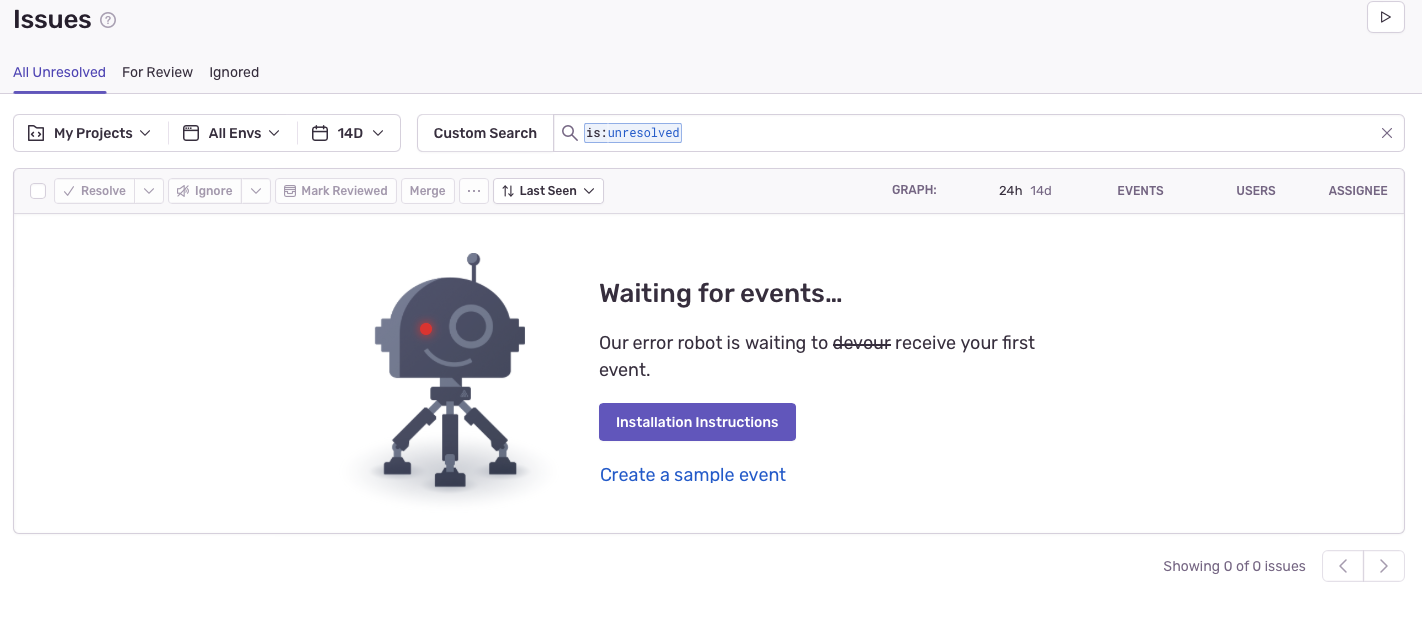 Issues ?
All Unresolved For Review Ignored
My Projects All Envs 14D Custom Search is:unresolved
Resolve Ignore Mark Reviewed Merge ... Last Seen GRAPH: 24h 14d EVENTS USERS ASSIGNEE
Waiting for events…
Our error robot is waiting to devour receive your first
event.
Installation Instructions
Create a sample event
Showing 0 of 0 issues